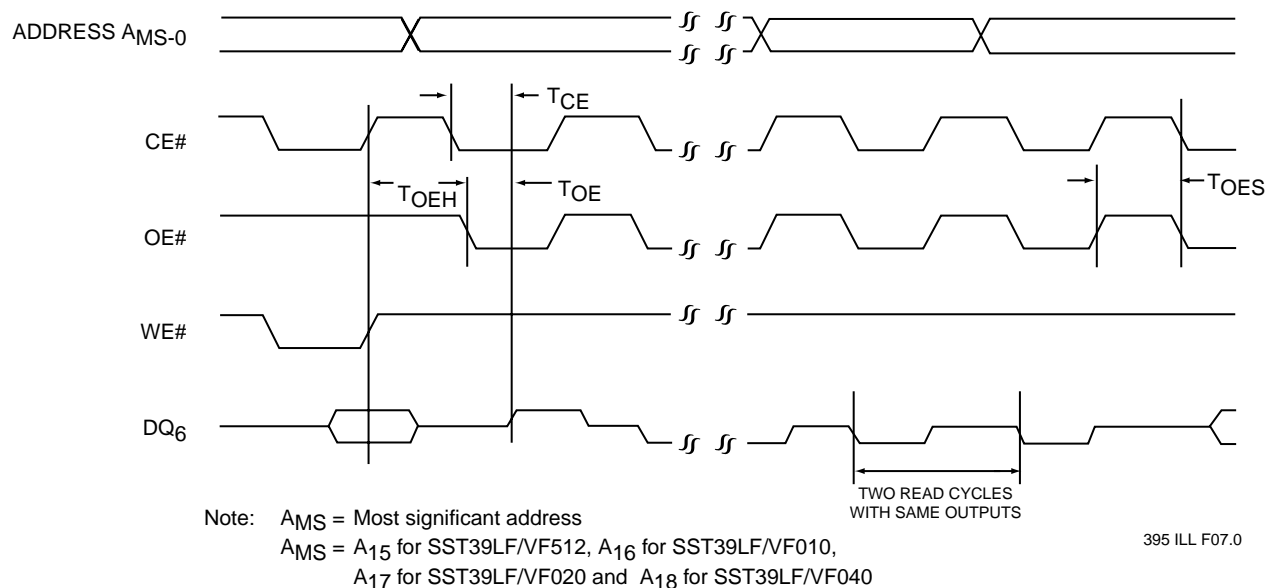 ADDRESS AMS-0
TCE
CE#
TOEH
TOE
TOES
OE#
WE#
DQ6
TWO READ CYCLES
WITH SAME OUTPUTS
Note: AMS = Most significant address
AMS = A15 for SST39LF/VF512, A16 for SST39LF/VF010,
A17 for SST39LF/VF020 and A18 for SST39LF/VF040
395 ILL F07.0